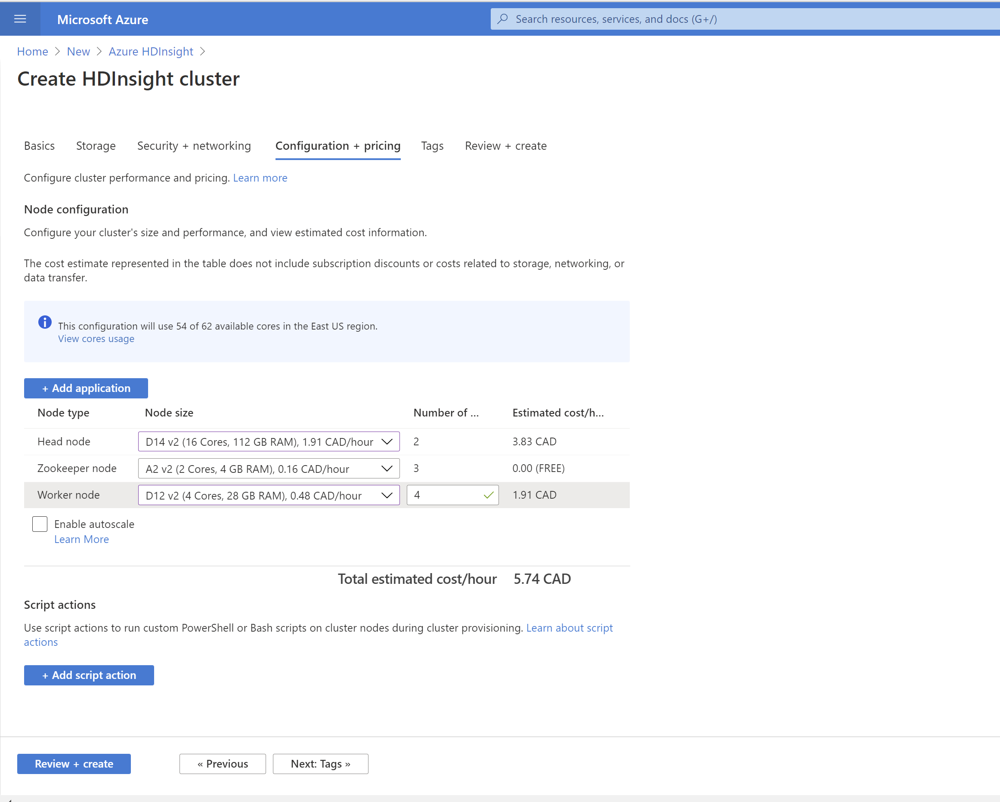 Microsoft Azure
Search resources, services, and docs (G+/)
Home > New > Azure HDInsight >
Create HDInsight cluster
Basics Storage Security + networking Configuration + pricing Tags Review + create
Configure cluster performance and pricing. Learn more
Node configuration
Configure your cluster's size and performance, and view estimated cost information.
The cost estimate represented in the table does not include subscription discounts or costs related to storage, networking, or
data transfer.
This configuration will use 54 of 62 available cores in the East US region.
View cores usage
+ Add application
Node type Node size Number of ... Estimated cost/h...
Head node D14 v2 (16 Cores, 112 GB RAM), 1.91 CAD/hour 2 3.83 CAD
Zookeeper node A2 v2 (2 Cores, 4 GB RAM), 0.16 CAD/hour 3 0.00 (FREE)
Worker node D12 v2 (4 Cores, 28 GB RAM), 0.48 CAD/hour 4 1.91 CAD
Enable autoscale
Learn More
Total estimated cost/hour 5.74 CAD
Script actions
Use script actions to run custom PowerShell or Bash scripts on cluster nodes during cluster provisioning. Learn about script
actions
+ Add script action
Review + create « Previous Next: Tags »